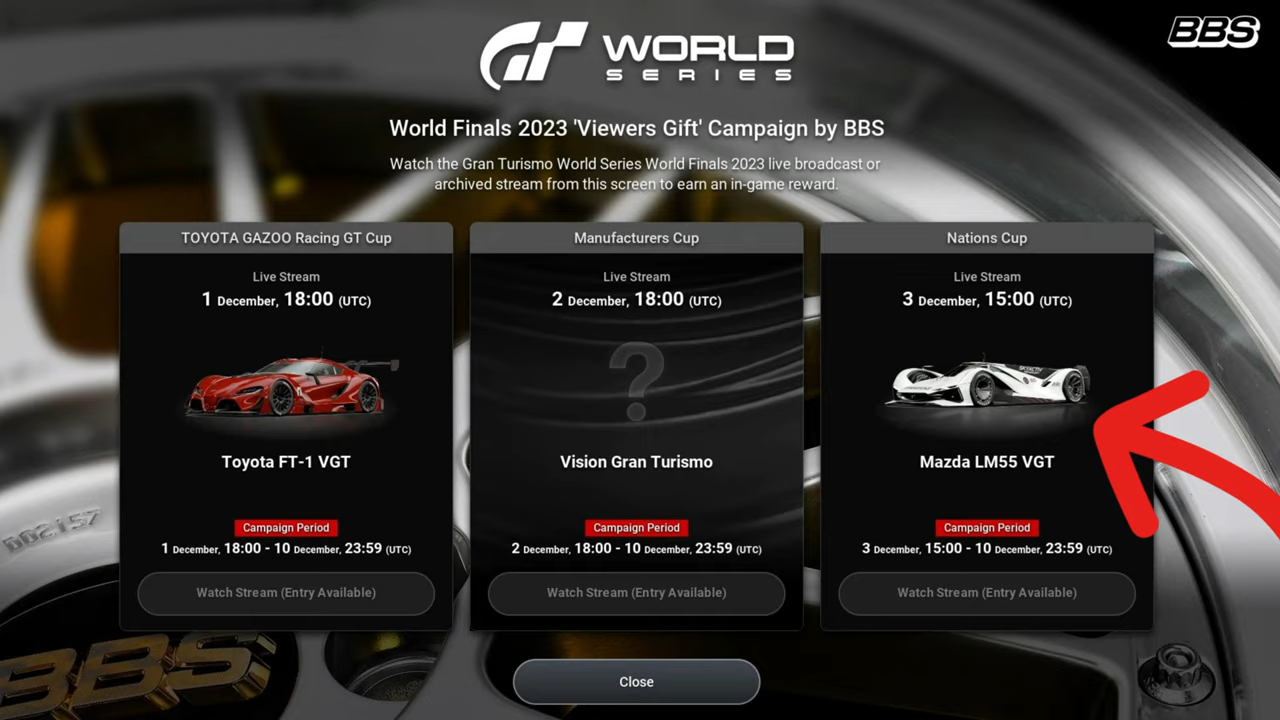 BBS
GT WORLD
SERIES
World Finals 2023 'Viewers Gift' Campaign by BBS
Watch the Gran Turismo World Series World Finals 2023 live broadcast or
archived stream from this screen to earn an in-game reward.
TOYOTA GAZOO Racing GT Cup
Live Stream
1 December, 18:00 (UTC)
Toyota FT-1 VGT
Campaign Period
1 December, 18:00 - 10 December, 23:59 (UTC)
Watch Stream (Entry Available)
Manufacturers Cup
Live Stream
2 December, 18:00 (UTC)
?
Vision Gran Turismo
Campaign Period
2 December, 18:00 - 10 December, 23:59 (UTC)
Watch Stream (Entry Available)
Nations Cup
Live Stream
3 December, 15:00 (UTC)
Mazda LM55 VGT
Campaign Period
3 December, 15:00 - 10 December, 23:59 (UTC)
Watch Stream (Entry Available)
BBS
Close